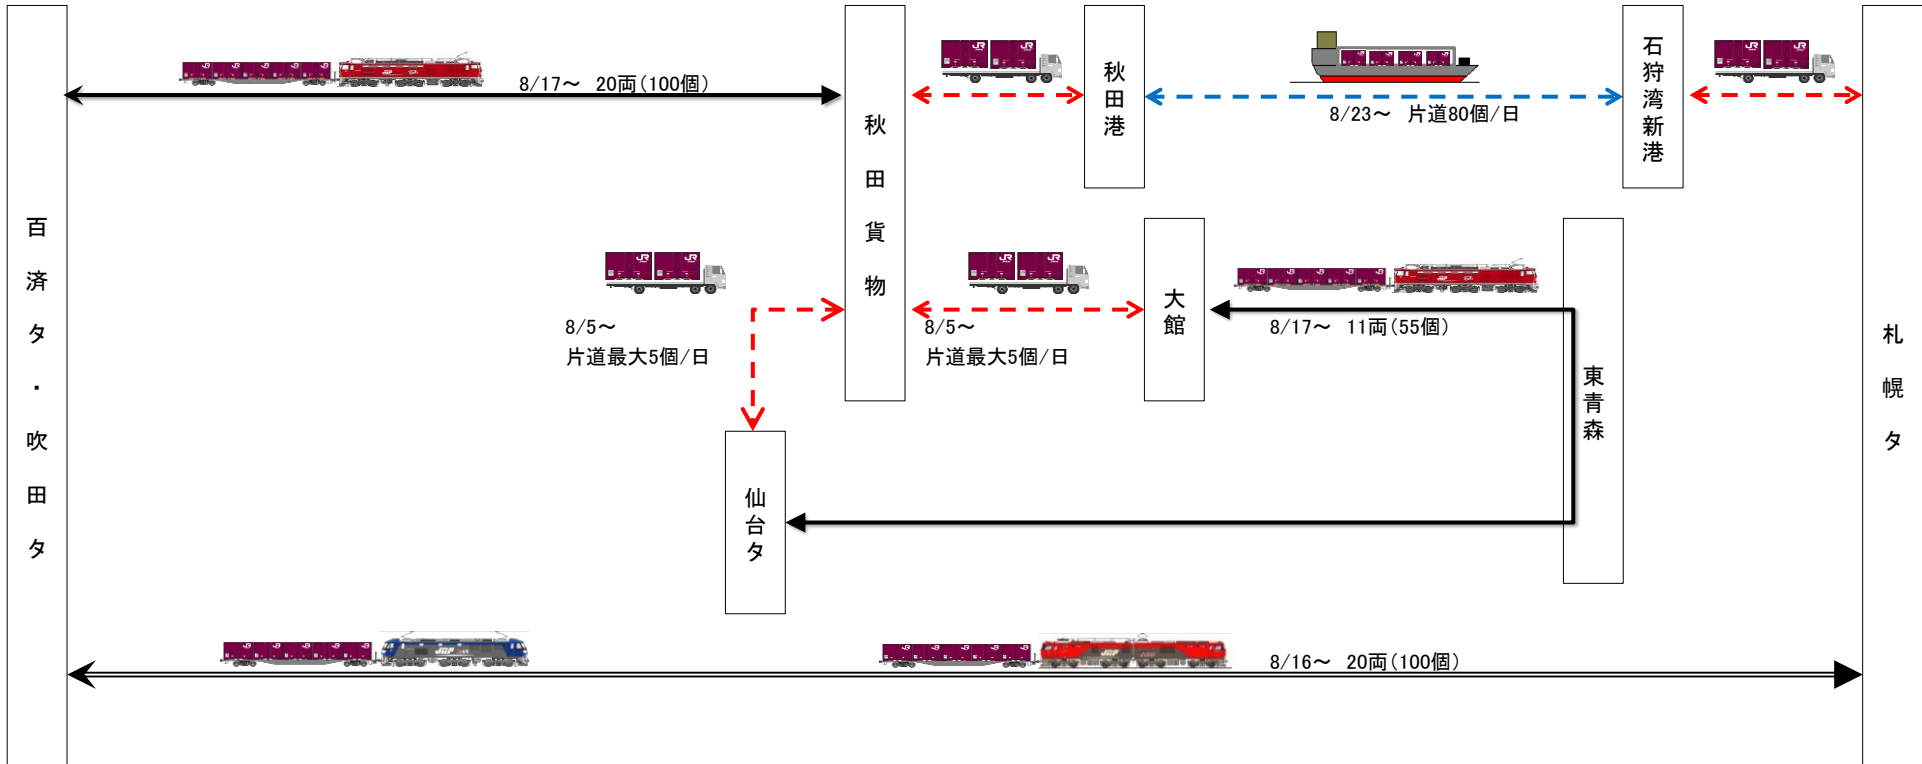 百済タ・吹田タ
8/17～ 20両(100個)
秋田貨物
秋田港
8/23～ 片道80個/日
石狩湾新港
札幌タ
8/5～
片道最大5個/日
8/5～
片道最大5個/日
大館
8/17～ 11両(55個)
東青森
仙台タ
8/16～ 20両(100個)